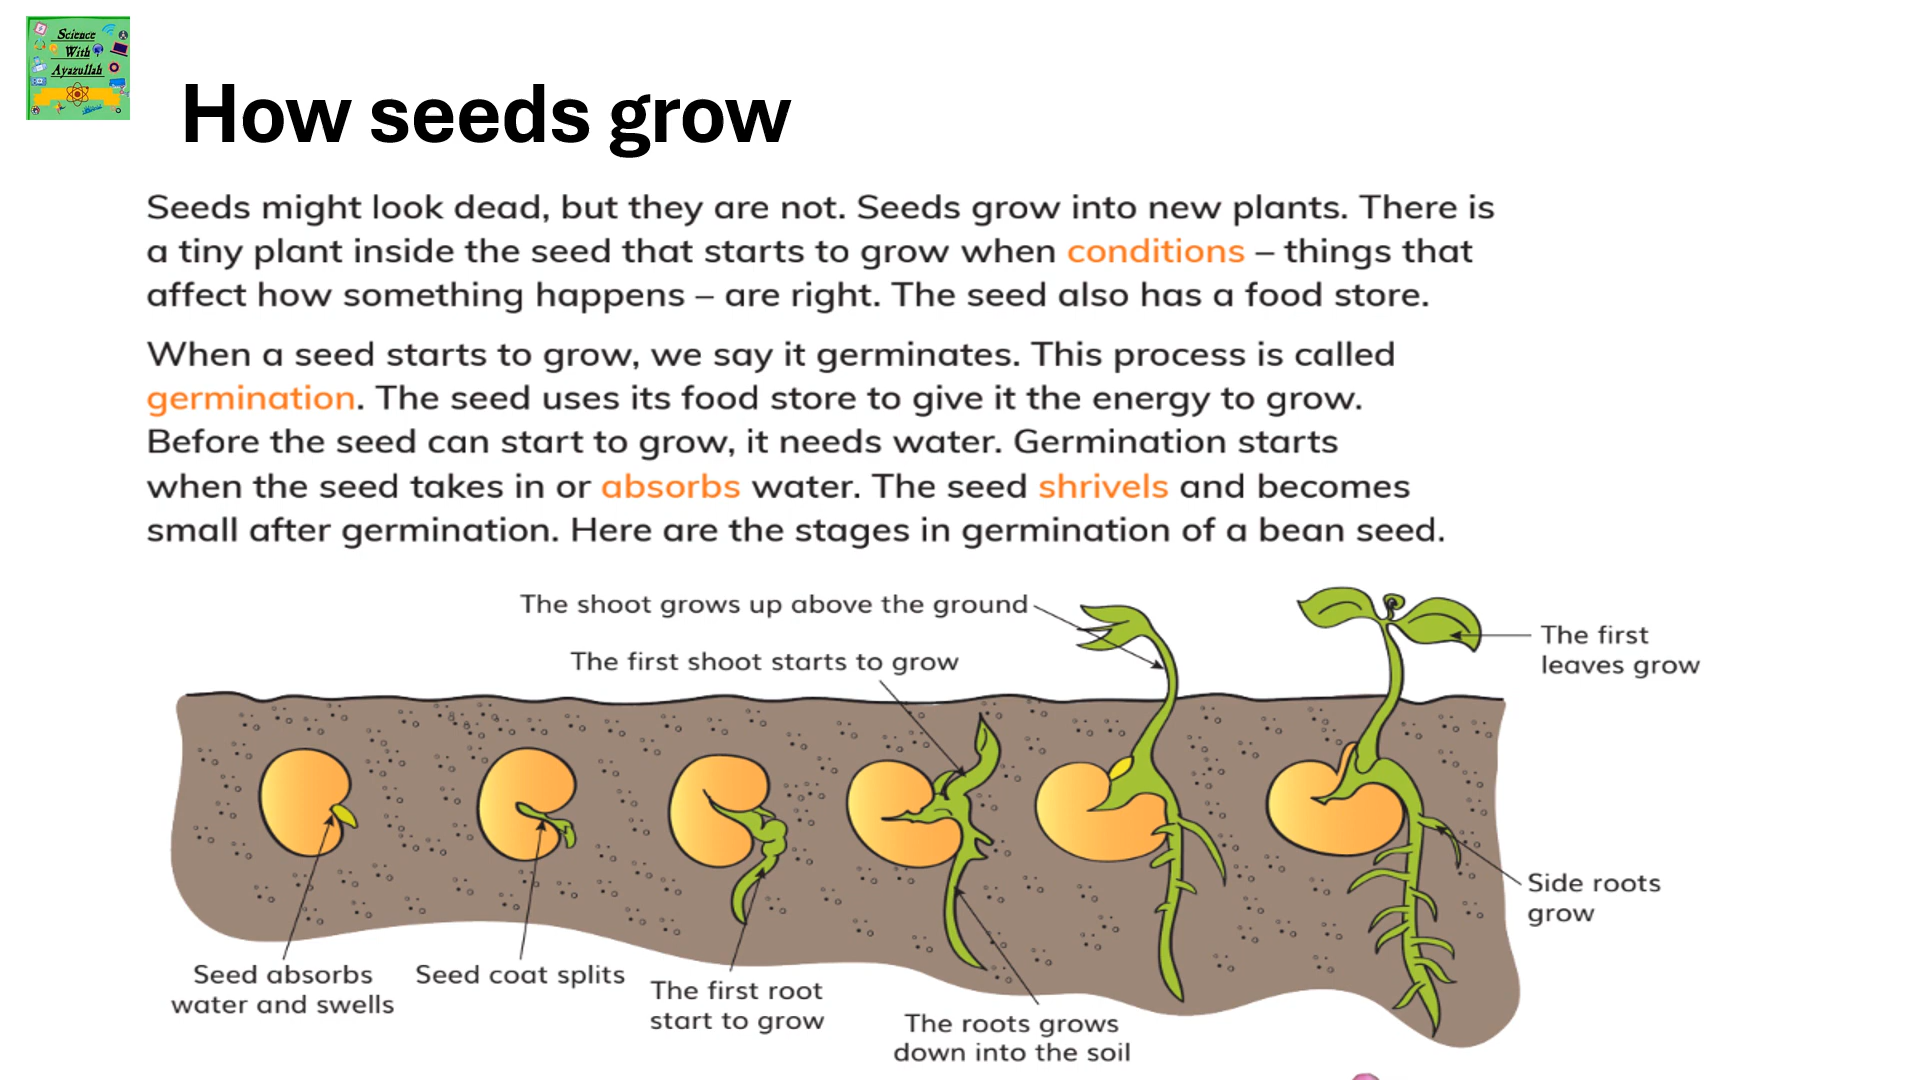 Science
With
Ayazullah
How seeds grow
Seeds might look dead, but they are not. Seeds grow into new plants. There is
a tiny plant inside the seed that starts to grow when conditions – things that
affect how something happens – are right. The seed also has a food store.
When a seed starts to grow, we say it germinates. This process is called
germination. The seed uses its food store to give it the energy to grow.
Before the seed can start to grow, it needs water. Germination starts
when the seed takes in or absorbs water. The seed shrivels and becomes
small after germination. Here are the stages in germination of a bean seed.
The shoot grows up above the ground
The first shoot starts to grow
The first
leaves grow
Side roots
grow
Seed absorbs
water and swells
Seed coat splits
The first root
start to grow
The roots grows
down into the soil